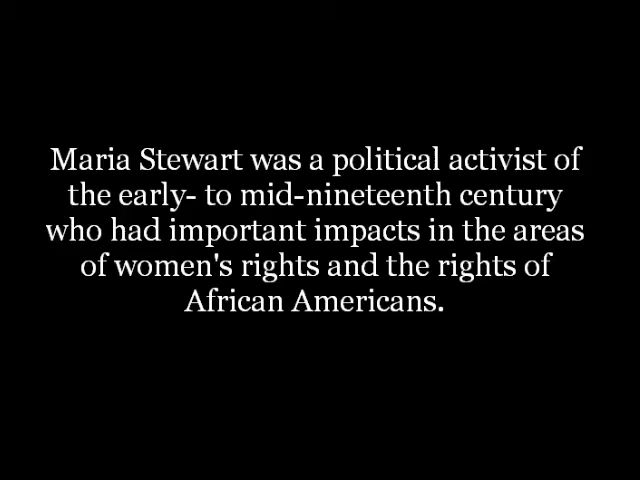 Maria Stewart was a political activist of
the early- to mid-nineteenth century
who had important impacts in the areas
of women's rights and the rights of
African Americans.